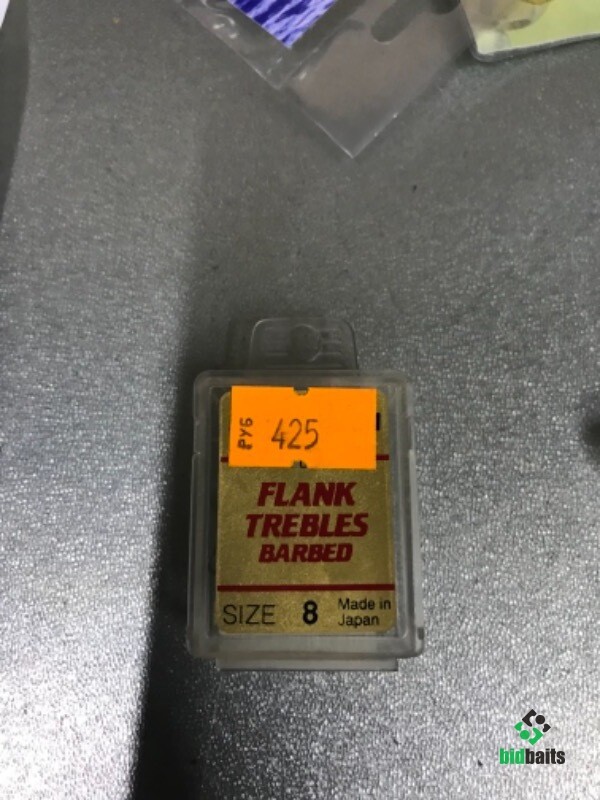 РУБ 425
FLANK
TREBLES
BARBED
SIZE 8 Made in
Japan
bidbaits